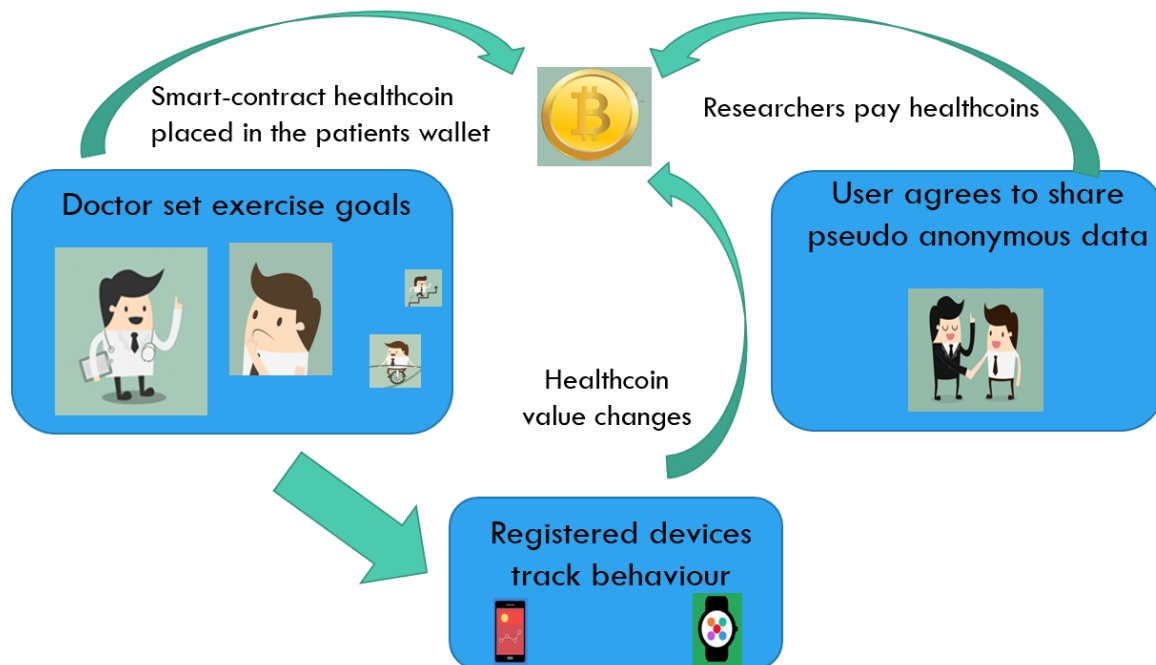 Smart-contract healthcoin
placed in the patients wallet
Researchers pay healthcoins
Doctor set exercise goals
User agrees to share
pseudo anonymous data
Healthcoin
value changes
Registered devices
track behaviour